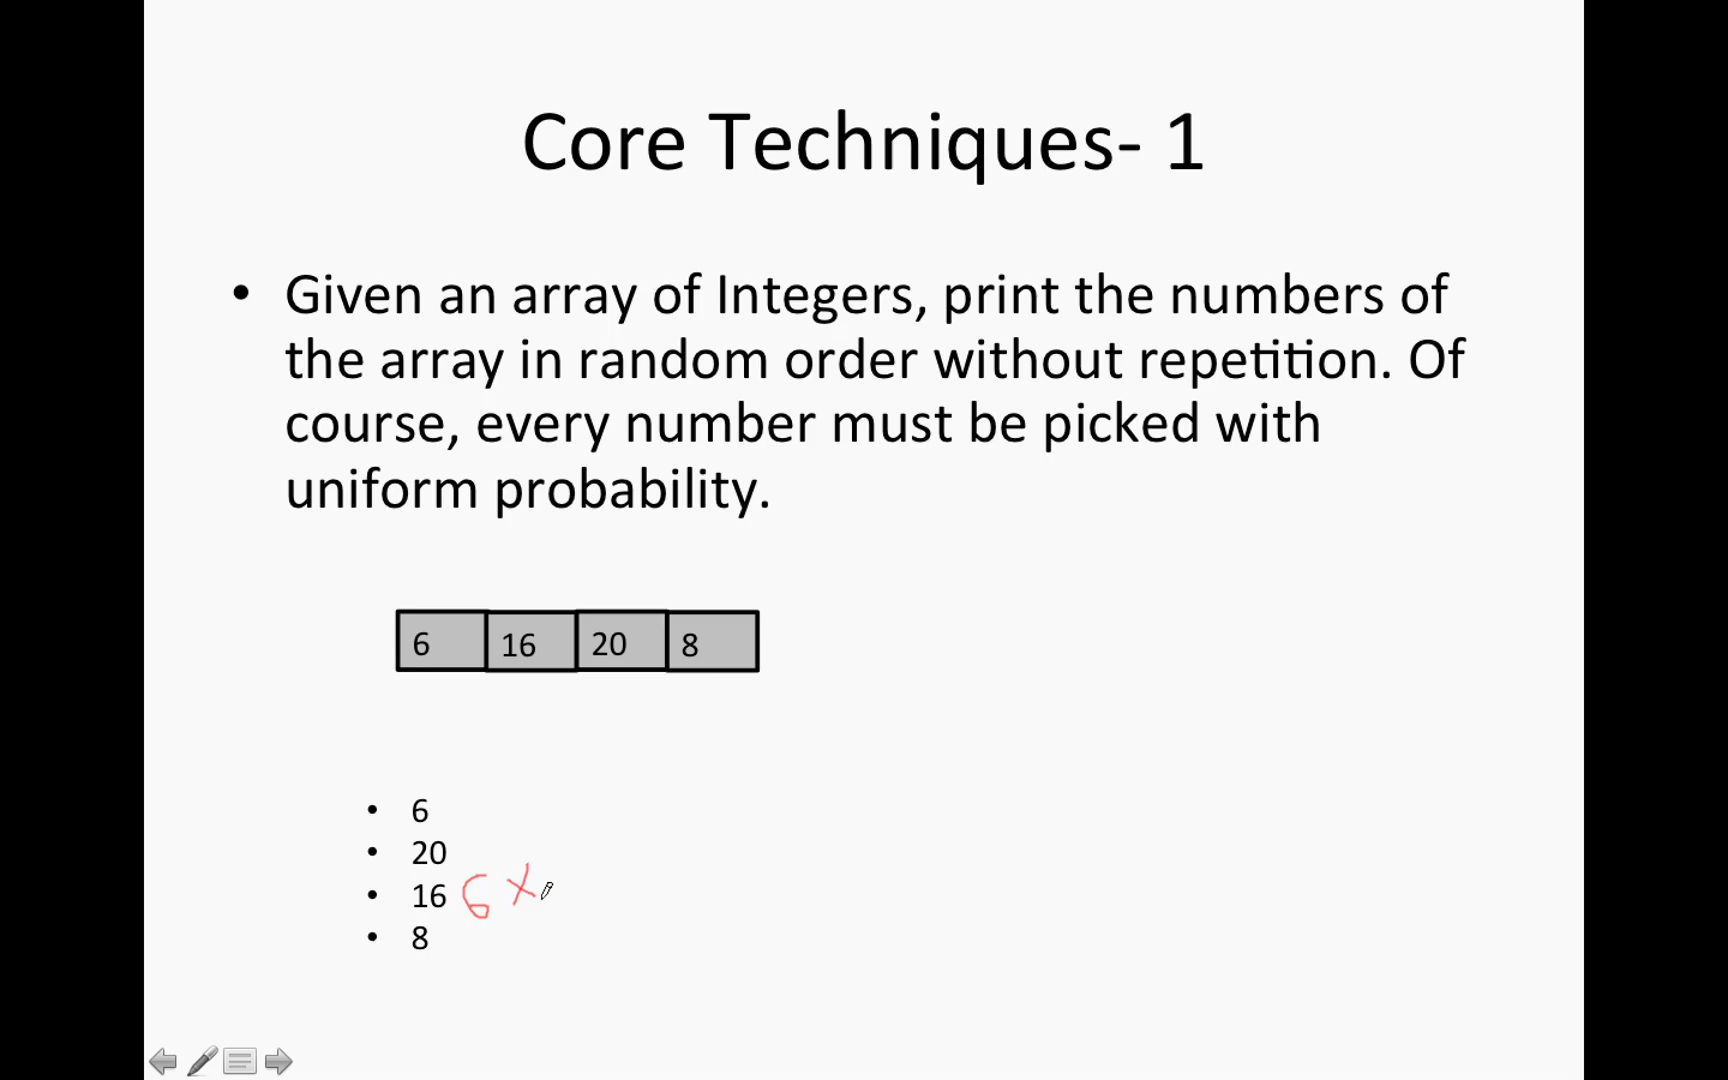 Core Techniques- 1
• Given an array of Integers, print the numbers of
the array in random order without repetition. Of
course, every number must be picked with
uniform probability.
6 16 20 8
• 6
• 20
• 16 6 X
• 8